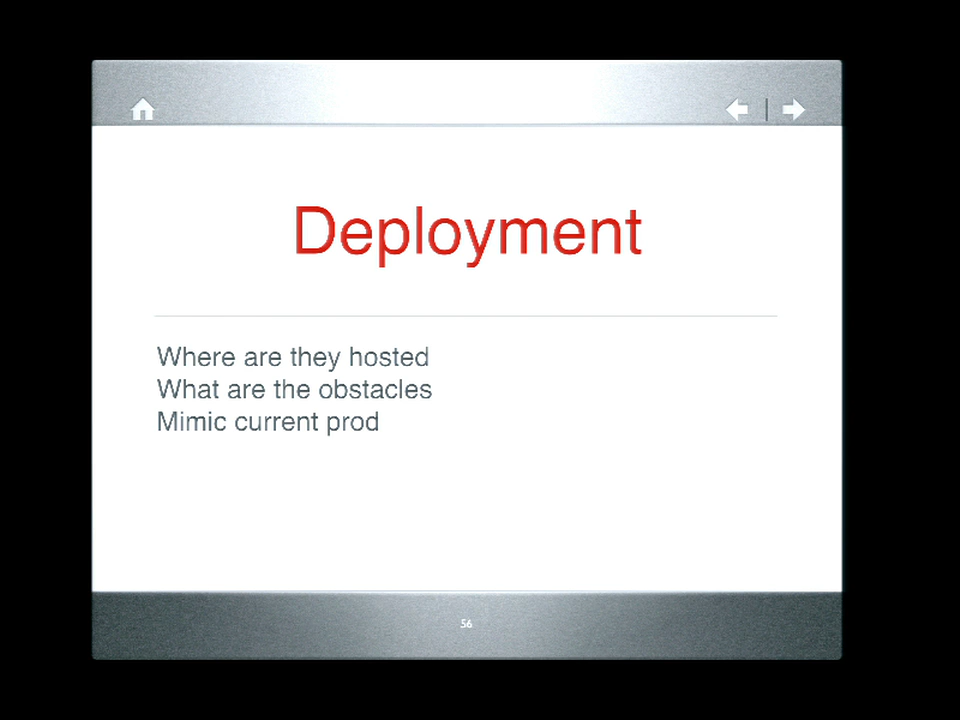 Deployment
Where are they hosted
What are the obstacles
Mimic current prod
56